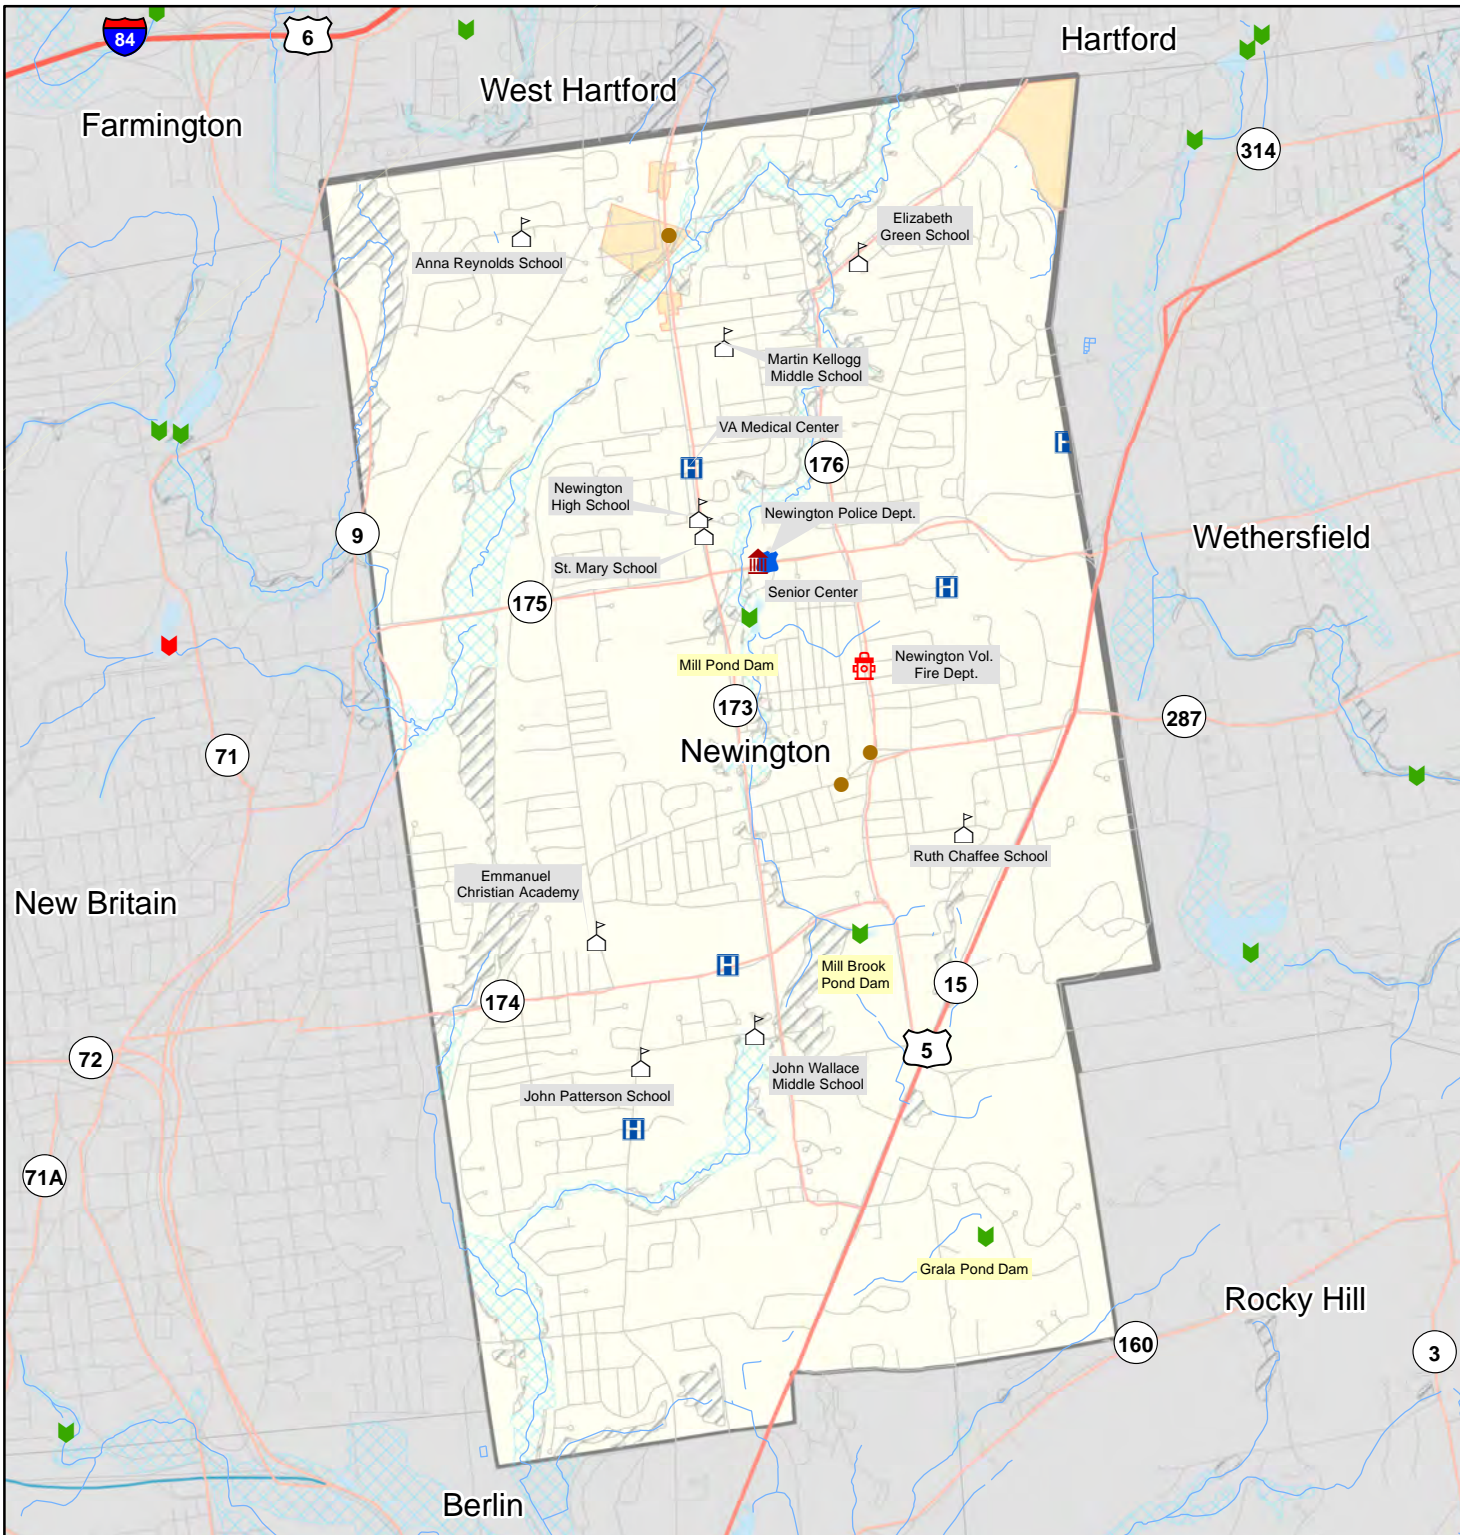 84
6
Hartford
West Hartford
Farmington
314
Elizabeth
Green School
Anna Reynolds School
Martin Kellogg
Middle School
VA Medical Center
176
Newington
High School
Newington Police Dept.
9
Wethersfield
St. Mary School
Senior Center
175
Mill Pond Dam
Newington Vol.
Fire Dept.
173
287
71
Newington
Ruth Chaffee School
Emmanuel
Christian Academy
New Britain
Mill Brook
Pond Dam
15
174
5
72
John Wallace
Middle School
John Patterson School
H
H
H
H
H
71A
Grala Pond Dam
Rocky Hill
160
3
Berlin